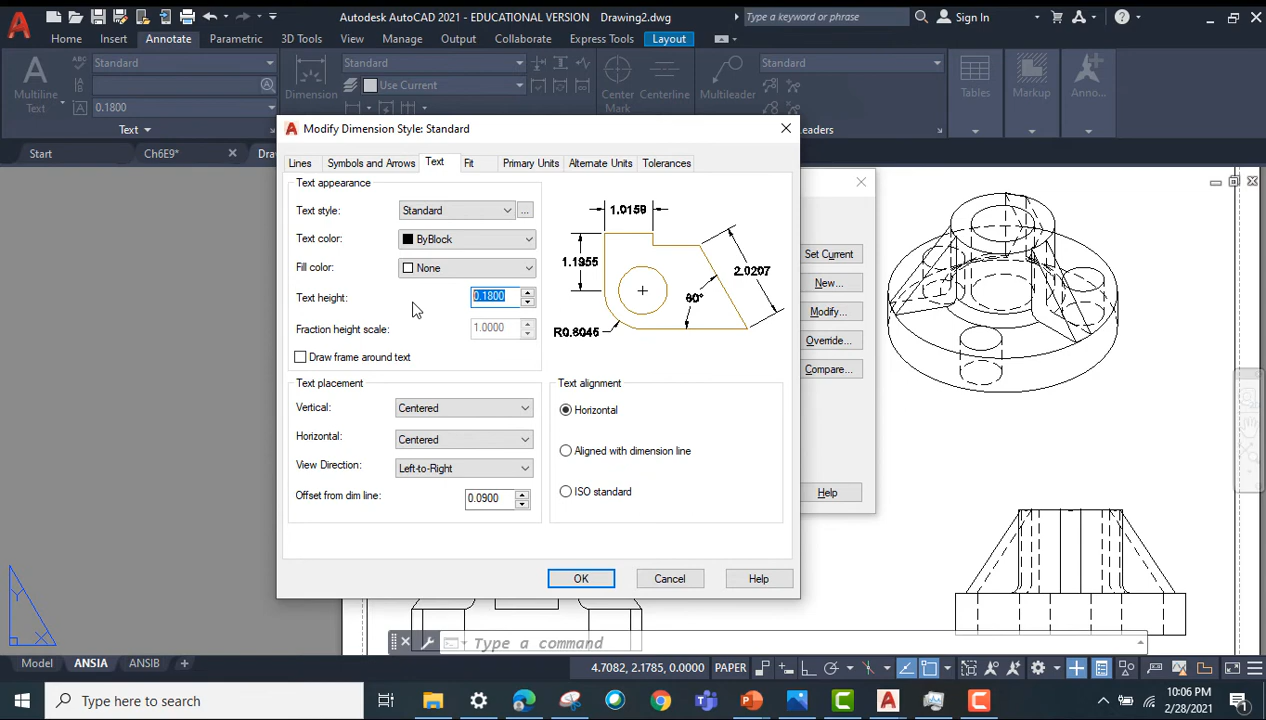 Autodesk AutoCAD 2021 - EDUCATIONAL VERSION Drawing2.dwg
Type a keyword or phrase
Sign In
Home Insert Annotate Parametric 3D Tools View Manage Output Collaborate Express Tools Layout
Standard Standard Standard
Multiline Text
Use Current
0.1800
Dimension
Center Mark
Centerline
Multileader
Tables
Markup
Anno...
Text
Leaders
Start Ch6E9*
Modify Dimension Style: Standard
Lines Symbols and Arrows Text Fit Primary Units Alternate Units Tolerances
Text appearance
Text style: Standard ...
Text color: ByBlock
Fill color: None
Text height: 0.1800
Fraction height scale: 1.0000
Draw frame around text
1.0159
1.1955
2.0207
60°
R0.8045
Text placement
Vertical: Centered
Horizontal: Centered
View Direction: Left-to-Right
Offset from dim line: 0.0900
Text alignment
Horizontal
Aligned with dimension line
ISO standard
OK Cancel Help
Set Current
New...
Modify...
Override...
Compare...
Help
Y
X
Type a command
Model ANSIA ANSIB +
4.7082, 2.1785, 0.0000 PAPER
Type here to search
10:06 PM
2/28/2021